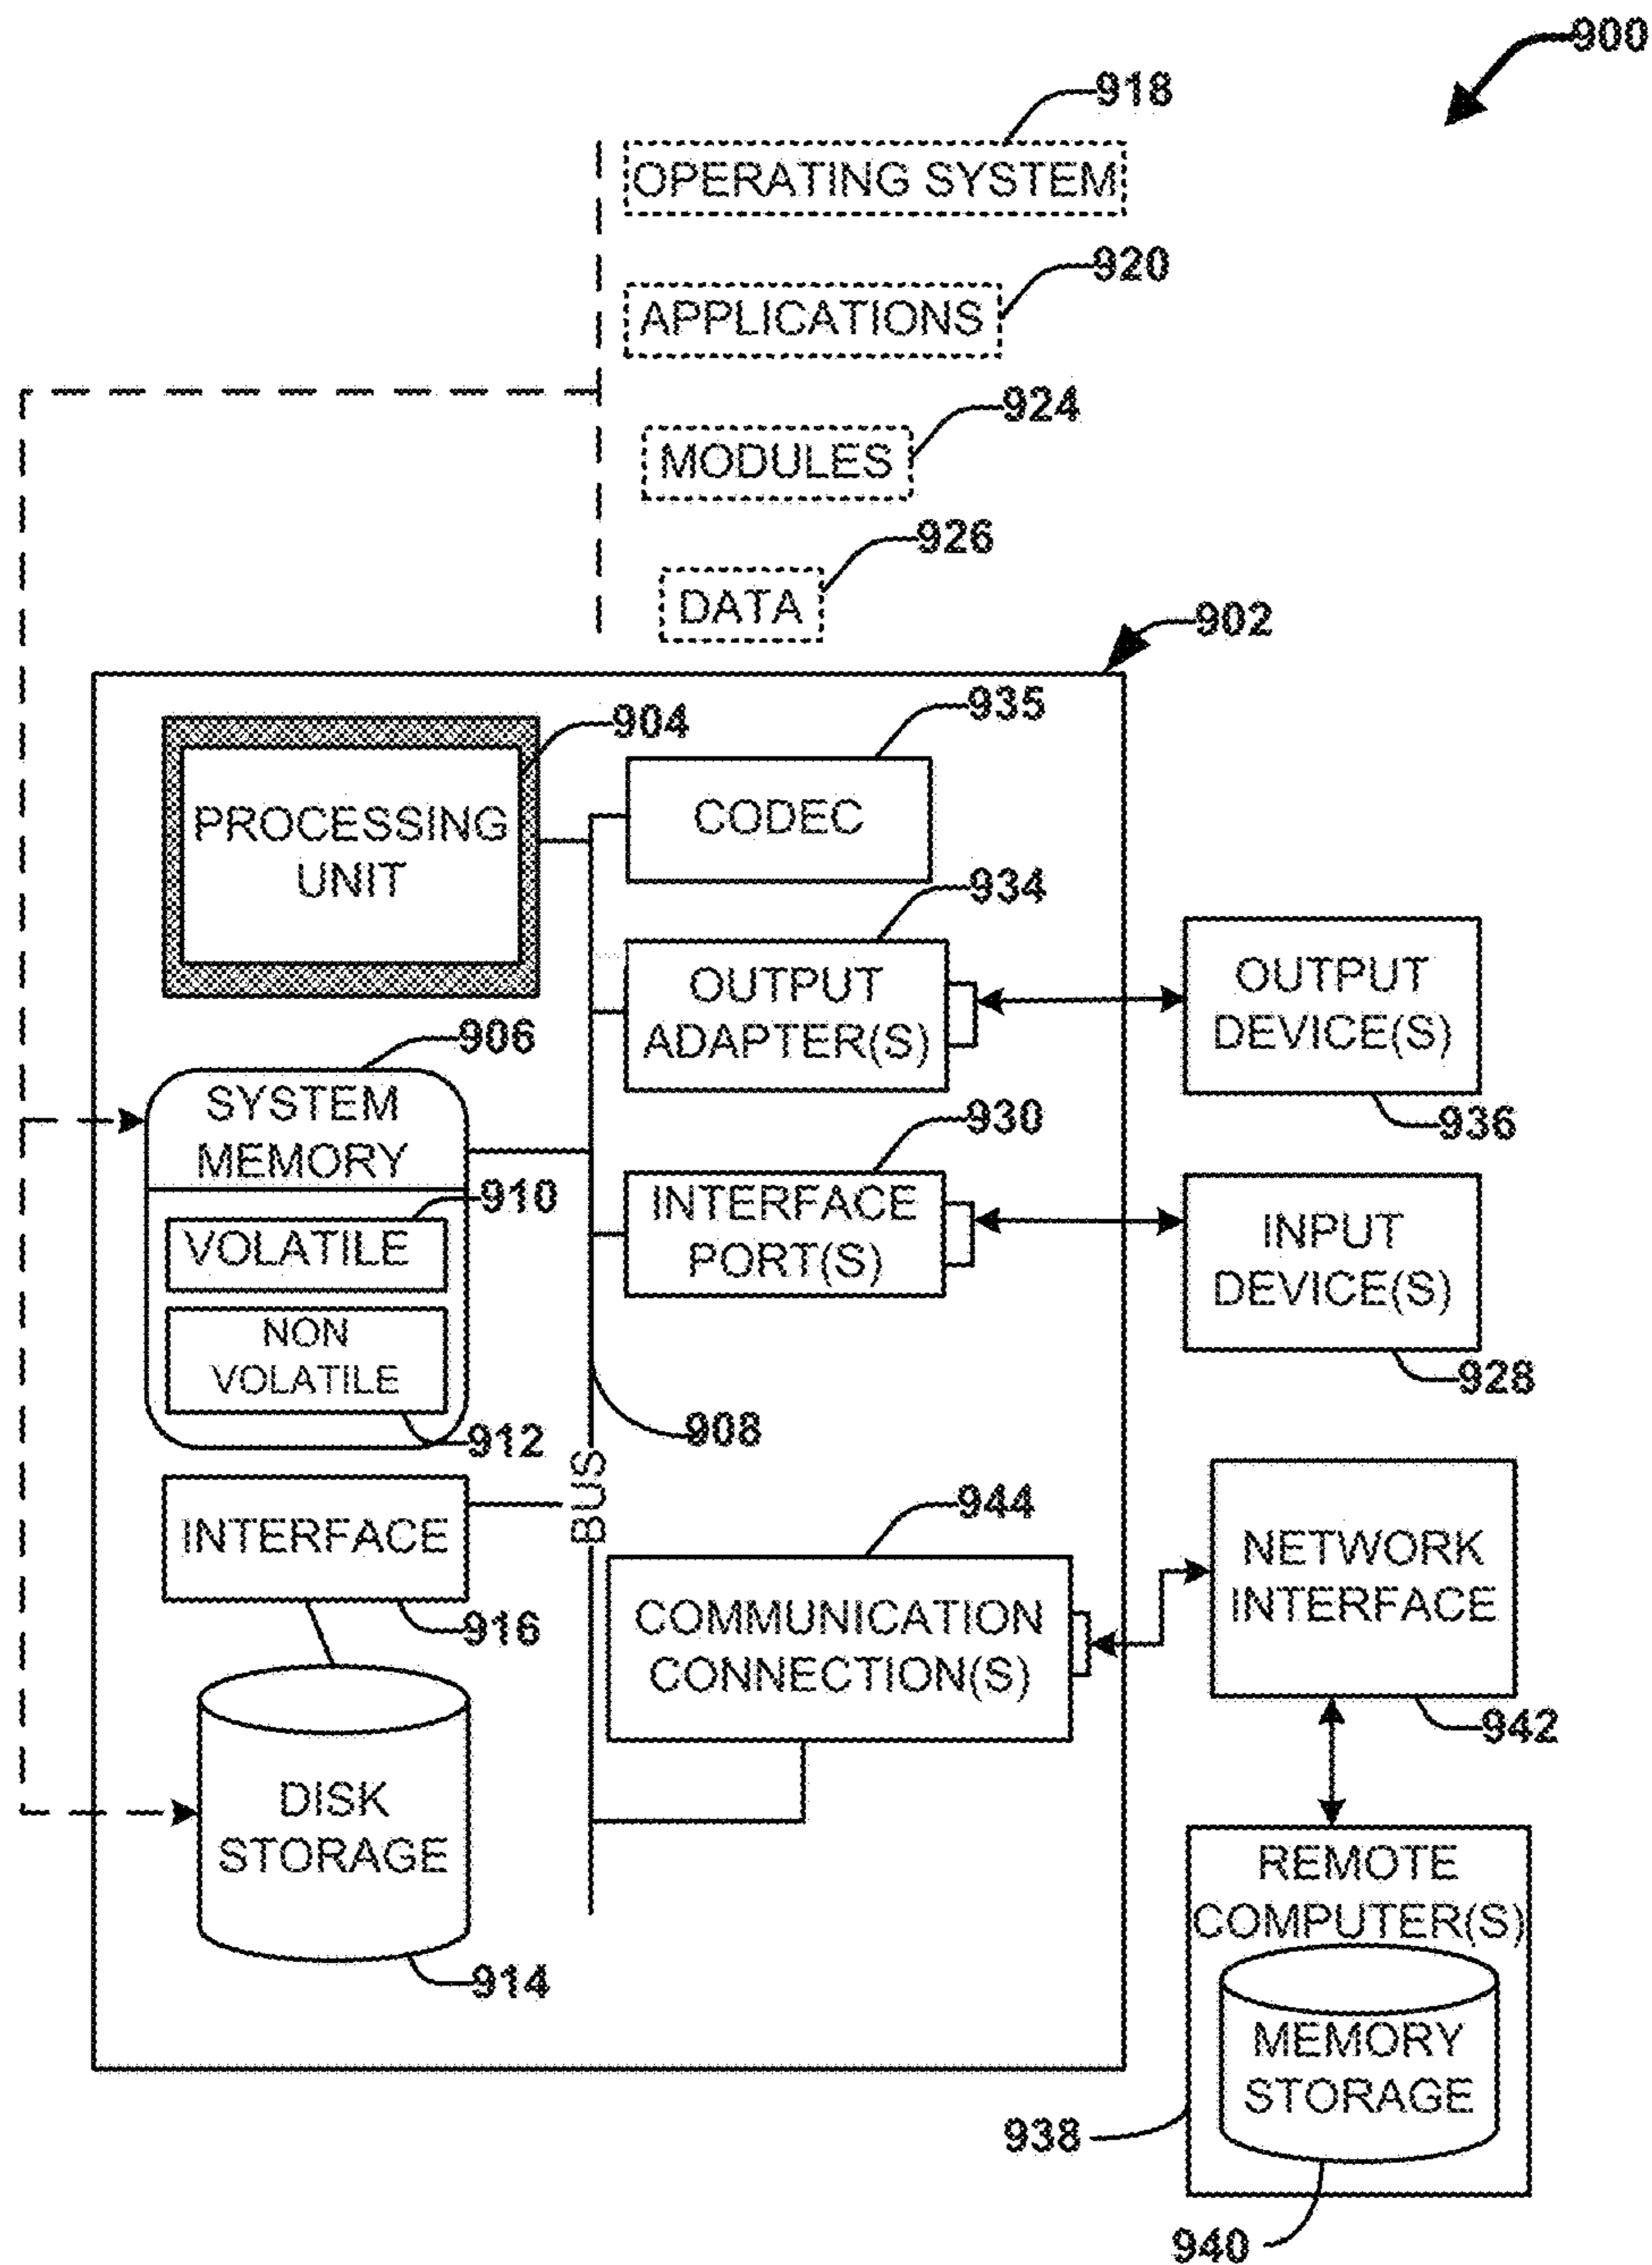 900
918
OPERATING SYSTEM
920
APPLICATIONS
924
MODULES
926
DATA
902
904
PROCESSING
UNIT
935
CODEC
934
OUTPUT
ADAPTER(S)
OUTPUT
DEVICE(S)
936
906
SYSTEM
MEMORY
910
VOLATILE
NON
VOLATILE
912
930
INTERFACE
PORT(S)
INPUT
DEVICE(S)
928
908
BUS
INTERFACE
916
944
COMMUNICATION
CONNECTION(S)
NETWORK
INTERFACE
942
DISK
STORAGE
914
REMOTE
COMPUTER(S)
MEMORY
STORAGE
938
940